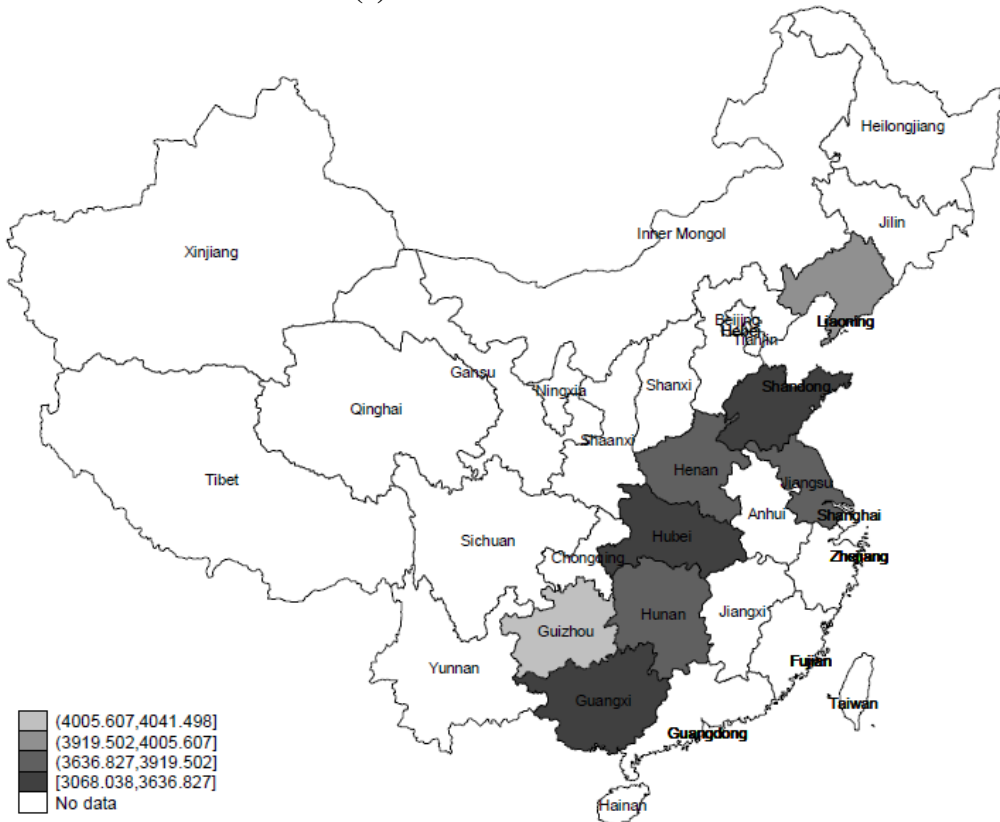 Heilongjiang
Jilin
Inner Mongol
Xinjiang
Liaoning
Beijing
Hebei
Tianjin
Gansu
Ningxia
Shanxi
Shandong
Qinghai
Shaanxi
Henan
Tibet
Jiangsu
Anhui
Shanghai
Sichuan
Hubei
Chongqing
Zhejiang
Guizhou
Hunan
Jiangxi
Yunnan
Fujian
Guangxi
Taiwan
Guangdong
Hainan
(4005.607,4041.498]
(3919.502,4005.607]
(3636.827,3919.502]
[3068.038,3636.827]
No data